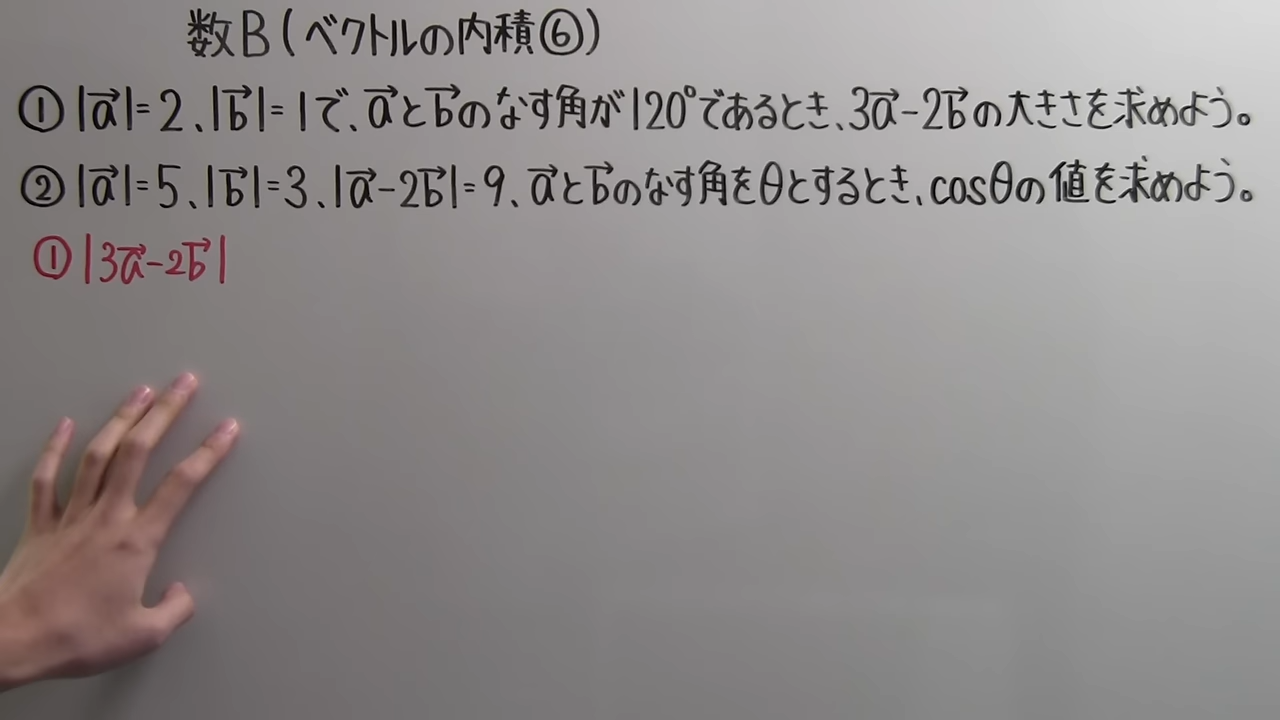 数B(ベクトルの内積⑥)
①|a→|=2、|b→|=1で、a→とb→のなす角が120°であるとき、3a→-2b→の大きさを求めよう。
②|a→|=5、|b→|=3、|a→-2b→|=9、a→とb→のなす角をθとするとき、cosθの値を求めよう。
①|3a→-2b→|